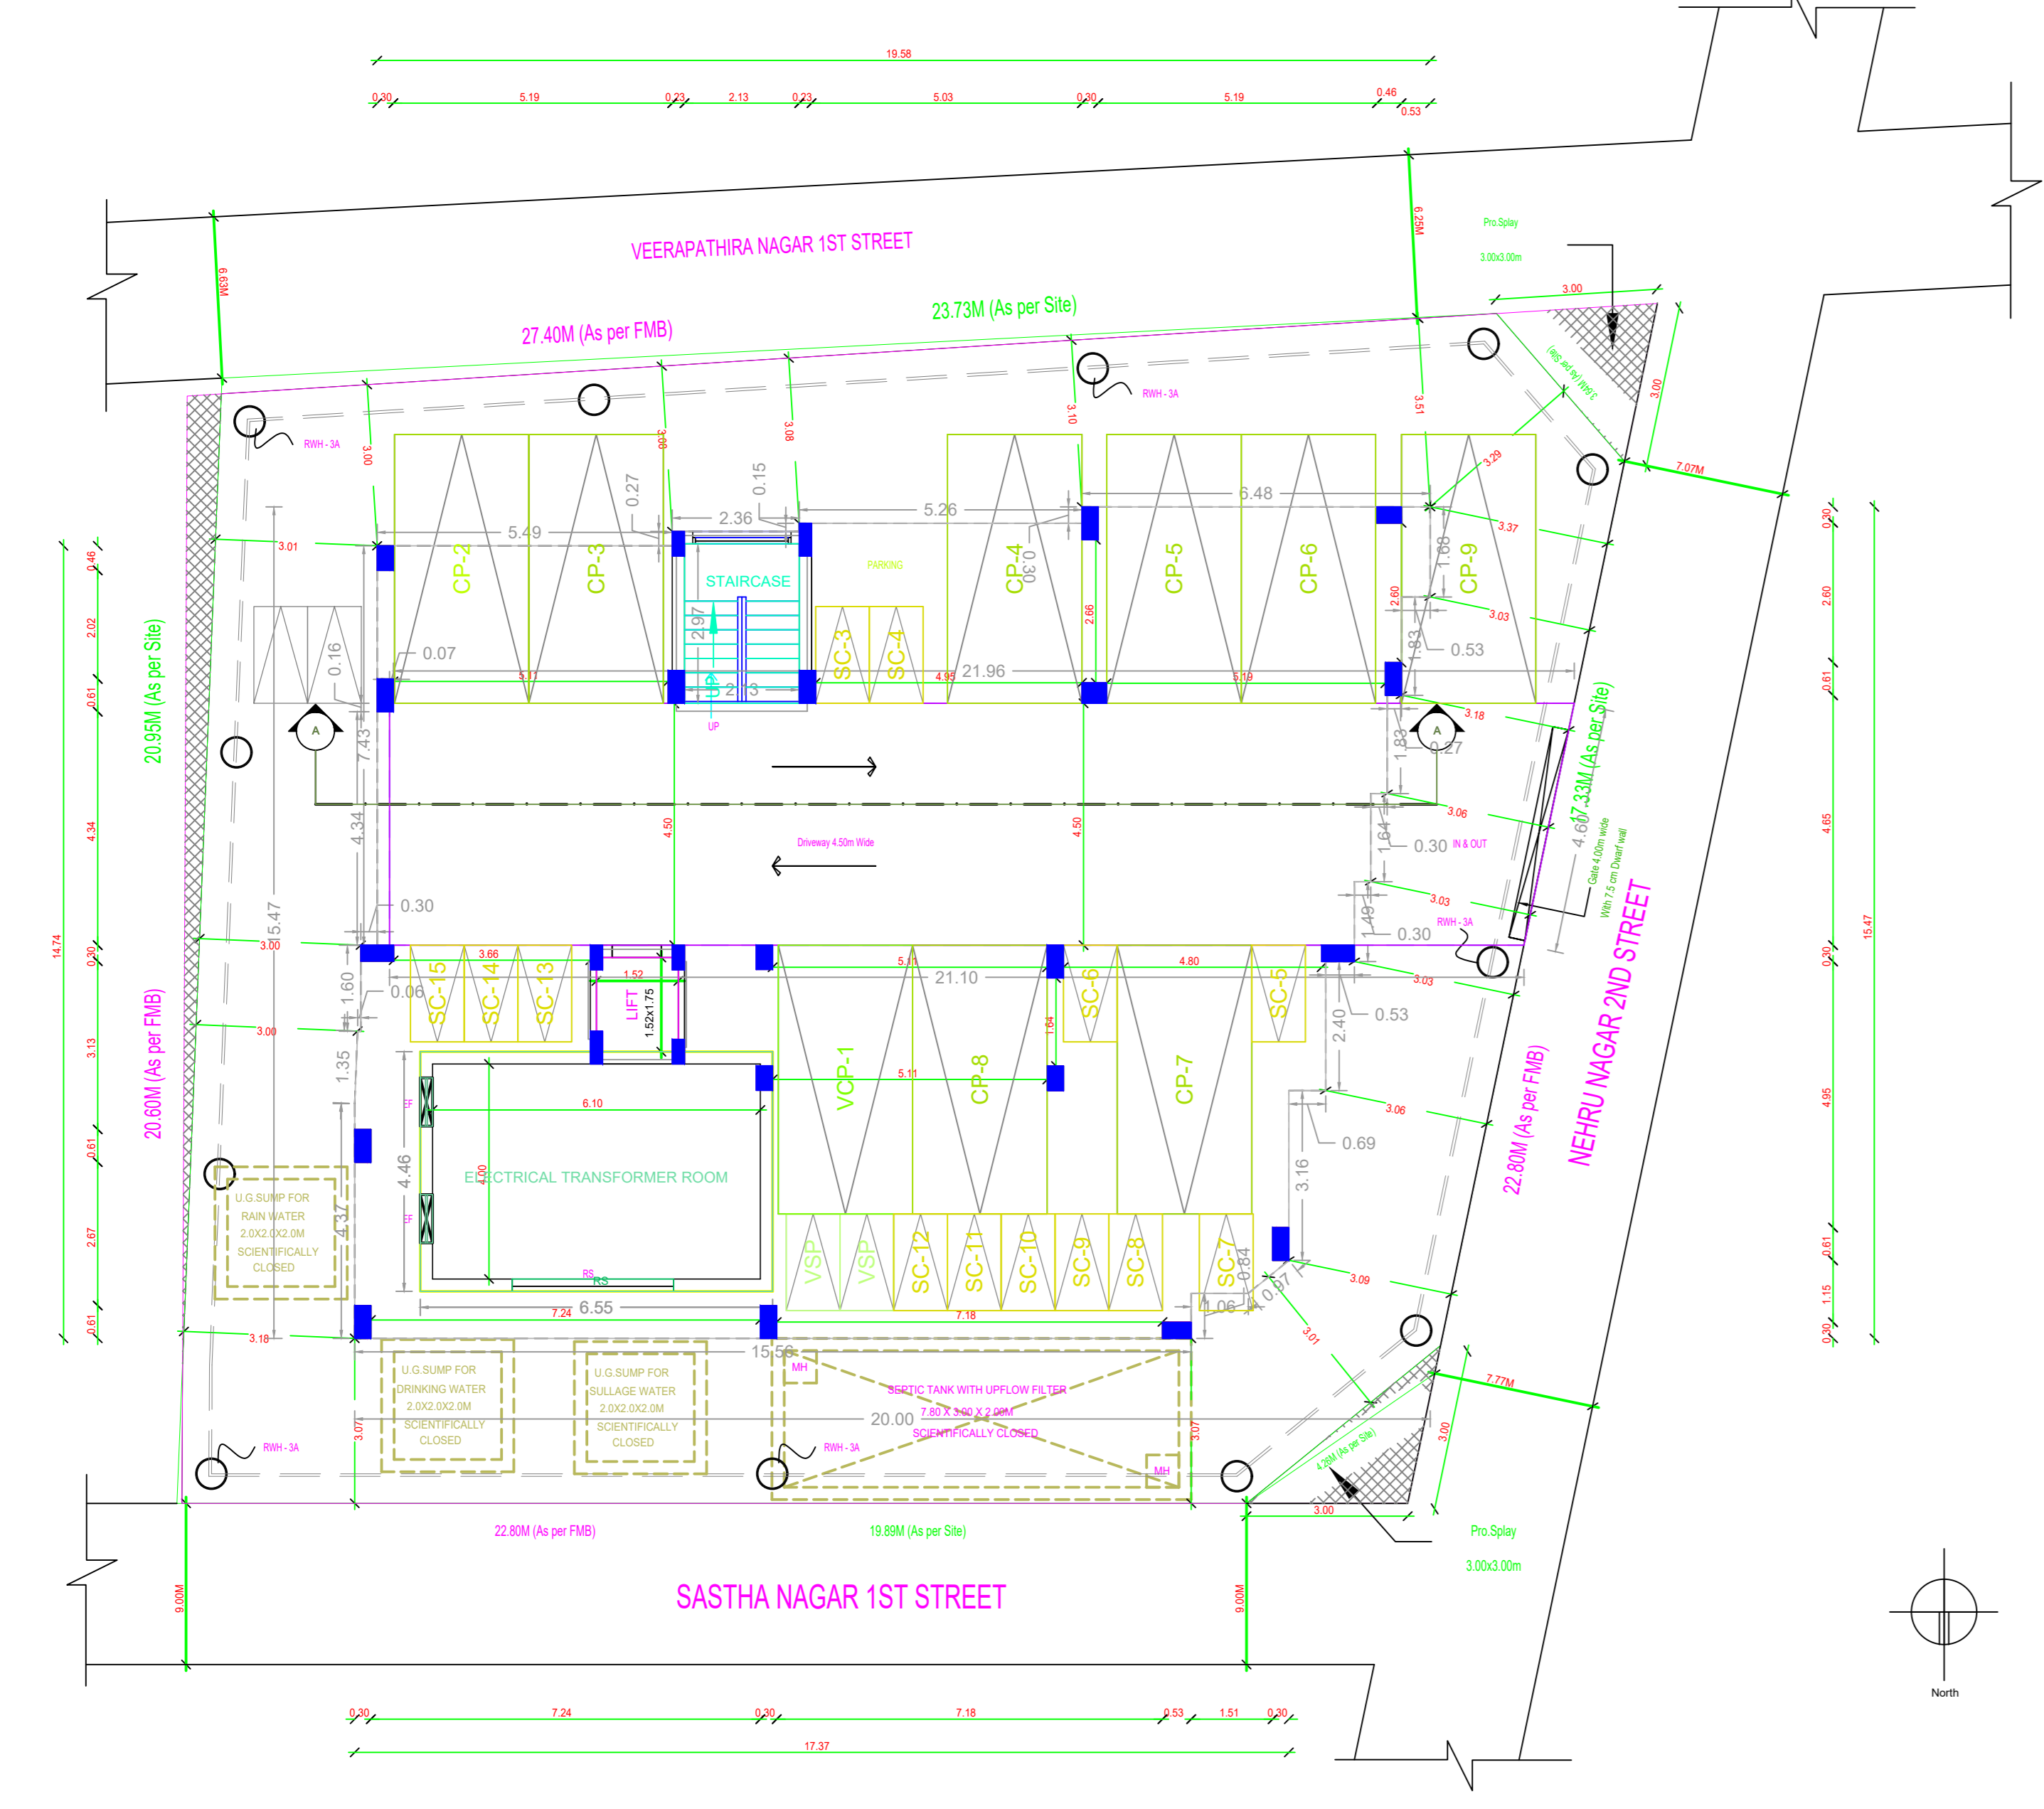 19.58
0.30
5.19
0.23
2.13
0.23
5.03
0.30
5.19
0.46
0.53
6.63M
VEERAPATHIRA NAGAR 1ST STREET
6.25M
Pro.Splay
3.00x3.00m
3.00
27.40M (As per FMB)
23.73M (As per Site)
3.64M (As per Site)
3.00
RWH - 3A
RWH - 3A
3.00
3.08
3.10
3.51
3.29
7.07M
3.01
5.49
0.27
2.36
0.15
5.26
0.30
6.48
1.68
3.37
CP-2
CP-3
STAIRCASE
PARKING
CP-4
CP-5
CP-6
CP-9
2.66
2.60
3.03
0.53
1.83
0.16
0.07
5.11
2.97
2.13
UP
UP
SC-3
SC-4
4.95
21.96
5.19
3.18
0.27
1.83
A
A
7.43
4.34
15.47
4.50
4.50
Driveway 4.50m Wide
3.06
1.64
0.30
IN & OUT
3.03
1.49
0.30
RWH - 3A
17.33M (As per Site)
4.60
Gate 4.00m wide
With 7.5 cm Dwarf wall
NEHRU NAGAR 2ND STREET
22.80M (As per FMB)
20.95M (As per Site)
20.60M (As per FMB)
0.46
2.02
0.61
4.34
0.30
3.13
0.61
2.67
0.61
14.74
0.30
2.60
0.61
4.65
0.30
4.95
0.61
1.15
0.30
15.47
0.30
3.00
3.66
1.52
5.11
4.80
21.10
3.03
0.53
2.40
1.60
0.06
3.00
1.35
SC-15
SC-14
SC-13
LIFT
1.52x1.75
VCP-1
CP-8
1.64
SC-6
SC-5
CP-7
5.11
3.06
0.69
3.16
EF
EF
6.10
4.46
4.00
4.37
ELECTRICAL TRANSFORMER ROOM
RS
RS
6.55
7.24
U.G.SUMP FOR
RAIN WATER
2.0X2.0X2.0M
SCIENTIFICALLY
CLOSED
VSP
VSP
SC-12
SC-11
SC-10
SC-9
SC-8
SC-7
7.18
1.06
0.84
0.97
3.09
3.01
3.18
15.56
MH
SEPTIC TANK WITH UPFLOW FILTER
7.80 X 3.00 X 2.00M
SCIENTIFICALLY CLOSED
MH
20.00
3.07
3.07
U.G.SUMP FOR
DRINKING WATER
2.0X2.0X2.0M
SCIENTIFICALLY
CLOSED
U.G.SUMP FOR
SULLAGE WATER
2.0X2.0X2.0M
SCIENTIFICALLY
CLOSED
RWH - 3A
RWH - 3A
7.77M
3.00
4.26M (As per Site)
3.00
22.80M (As per FMB)
19.89M (As per Site)
Pro.Splay
3.00x3.00m
9.00M
SASTHA NAGAR 1ST STREET
9.00M
North
0.30
7.24
0.30
7.18
0.53
1.51
0.30
17.37